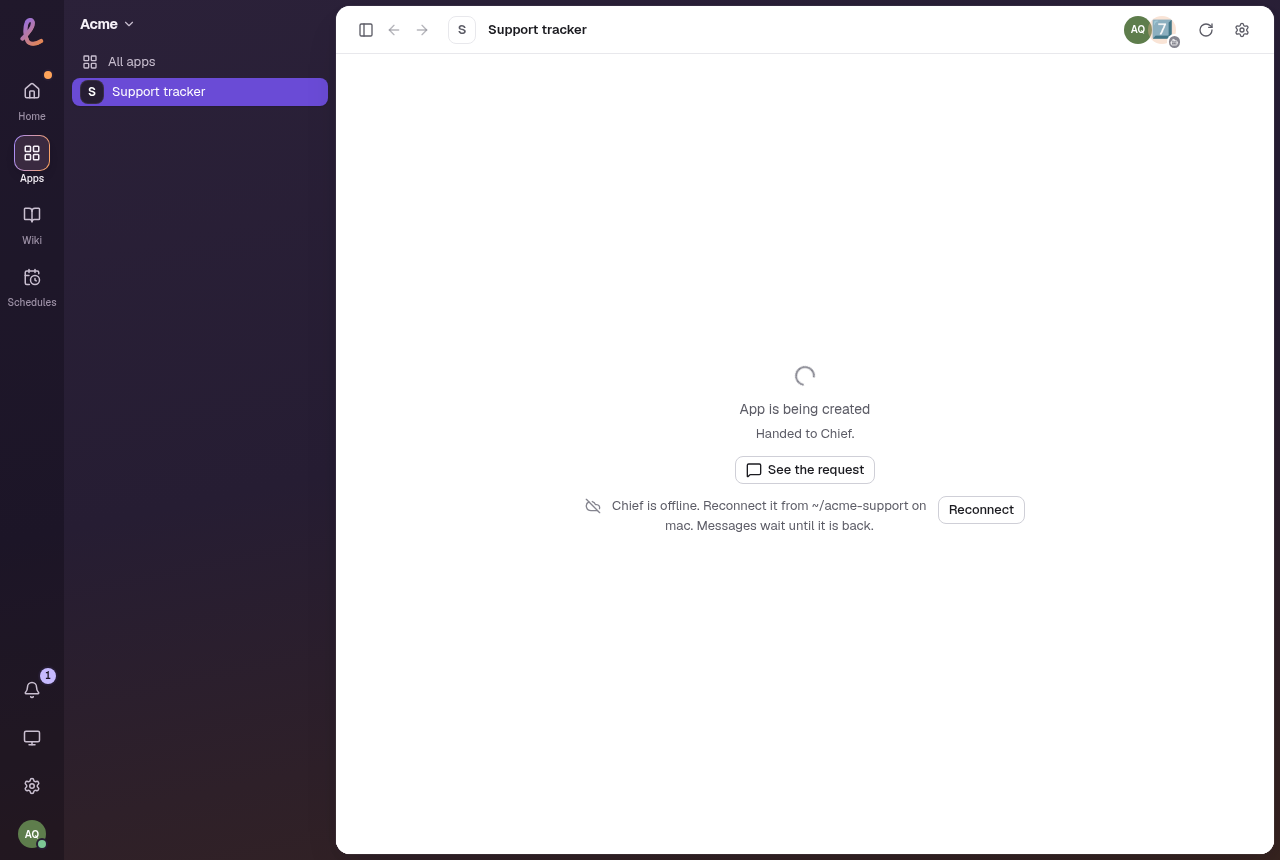 Acme
All apps
S Support tracker
Home
Apps
Wiki
Schedules
1
AQ
S Support tracker
AQ 7
App is being created
Handed to Chief.
See the request
Chief is offline. Reconnect it from ~/acme-support on
mac. Messages wait until it is back.
Reconnect